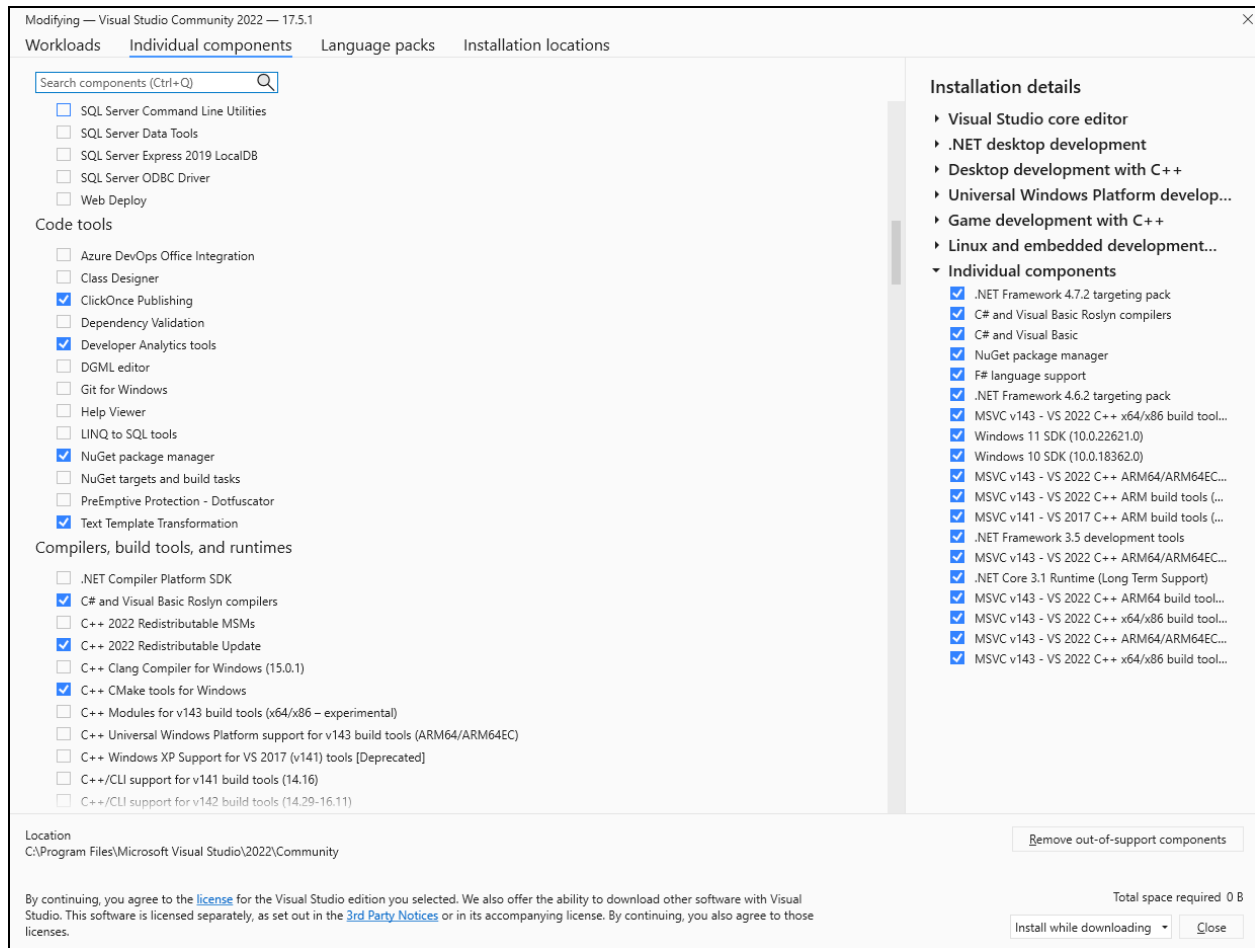 Modifying — Visual Studio Community 2022 — 17.5.1
Workloads Individual components Language packs Installation locations
Search components (Ctrl+Q)
SQL Server Command Line Utilities
SQL Server Data Tools
SQL Server Express 2019 LocalDB
SQL Server ODBC Driver
Web Deploy
Code tools
Azure DevOps Office Integration
Class Designer
ClickOnce Publishing
Dependency Validation
Developer Analytics tools
DGML editor
Git for Windows
Help Viewer
LINQ to SQL tools
NuGet package manager
NuGet targets and build tasks
PreEmptive Protection - Dotfuscator
Text Template Transformation
Compilers, build tools, and runtimes
.NET Compiler Platform SDK
C# and Visual Basic Roslyn compilers
C++ 2022 Redistributable MSMs
C++ 2022 Redistributable Update
C++ Clang Compiler for Windows (15.0.1)
C++ CMake tools for Windows
C++ Modules for v143 build tools (x64/x86 – experimental)
C++ Universal Windows Platform support for v143 build tools (ARM64/ARM64EC)
C++ Windows XP Support for VS 2017 (v141) tools [Deprecated]
C++/CLI support for v141 build tools (14.16)
C++/CLI support for v142 build tools (14.29-16.11)
Installation details
Visual Studio core editor
.NET desktop development
Desktop development with C++
Universal Windows Platform develop...
Game development with C++
Linux and embedded development...
Individual components
.NET Framework 4.7.2 targeting pack
C# and Visual Basic Roslyn compilers
C# and Visual Basic
NuGet package manager
F# language support
.NET Framework 4.6.2 targeting pack
MSVC v143 - VS 2022 C++ x64/x86 build tool...
Windows 11 SDK (10.0.22621.0)
Windows 10 SDK (10.0.18362.0)
MSVC v143 - VS 2022 C++ ARM64/ARM64EC...
MSVC v143 - VS 2022 C++ ARM build tools (...
MSVC v141 - VS 2017 C++ ARM build tools (...
.NET Framework 3.5 development tools
MSVC v143 - VS 2022 C++ ARM64/ARM64EC...
.NET Core 3.1 Runtime (Long Term Support)
MSVC v143 - VS 2022 C++ ARM64 build tool...
MSVC v143 - VS 2022 C++ x64/x86 build tool...
MSVC v143 - VS 2022 C++ ARM64/ARM64EC...
MSVC v143 - VS 2022 C++ x64/x86 build tool...
Location
C:\Program Files\Microsoft Visual Studio\2022\Community
Remove out-of-support components
By continuing, you agree to the license for the Visual Studio edition you selected. We also offer the ability to download other software with Visual
Studio. This software is licensed separately, as set out in the 3rd Party Notices or in its accompanying license. By continuing, you also agree to those
licenses.
Total space required 0 B
Install while downloading Close